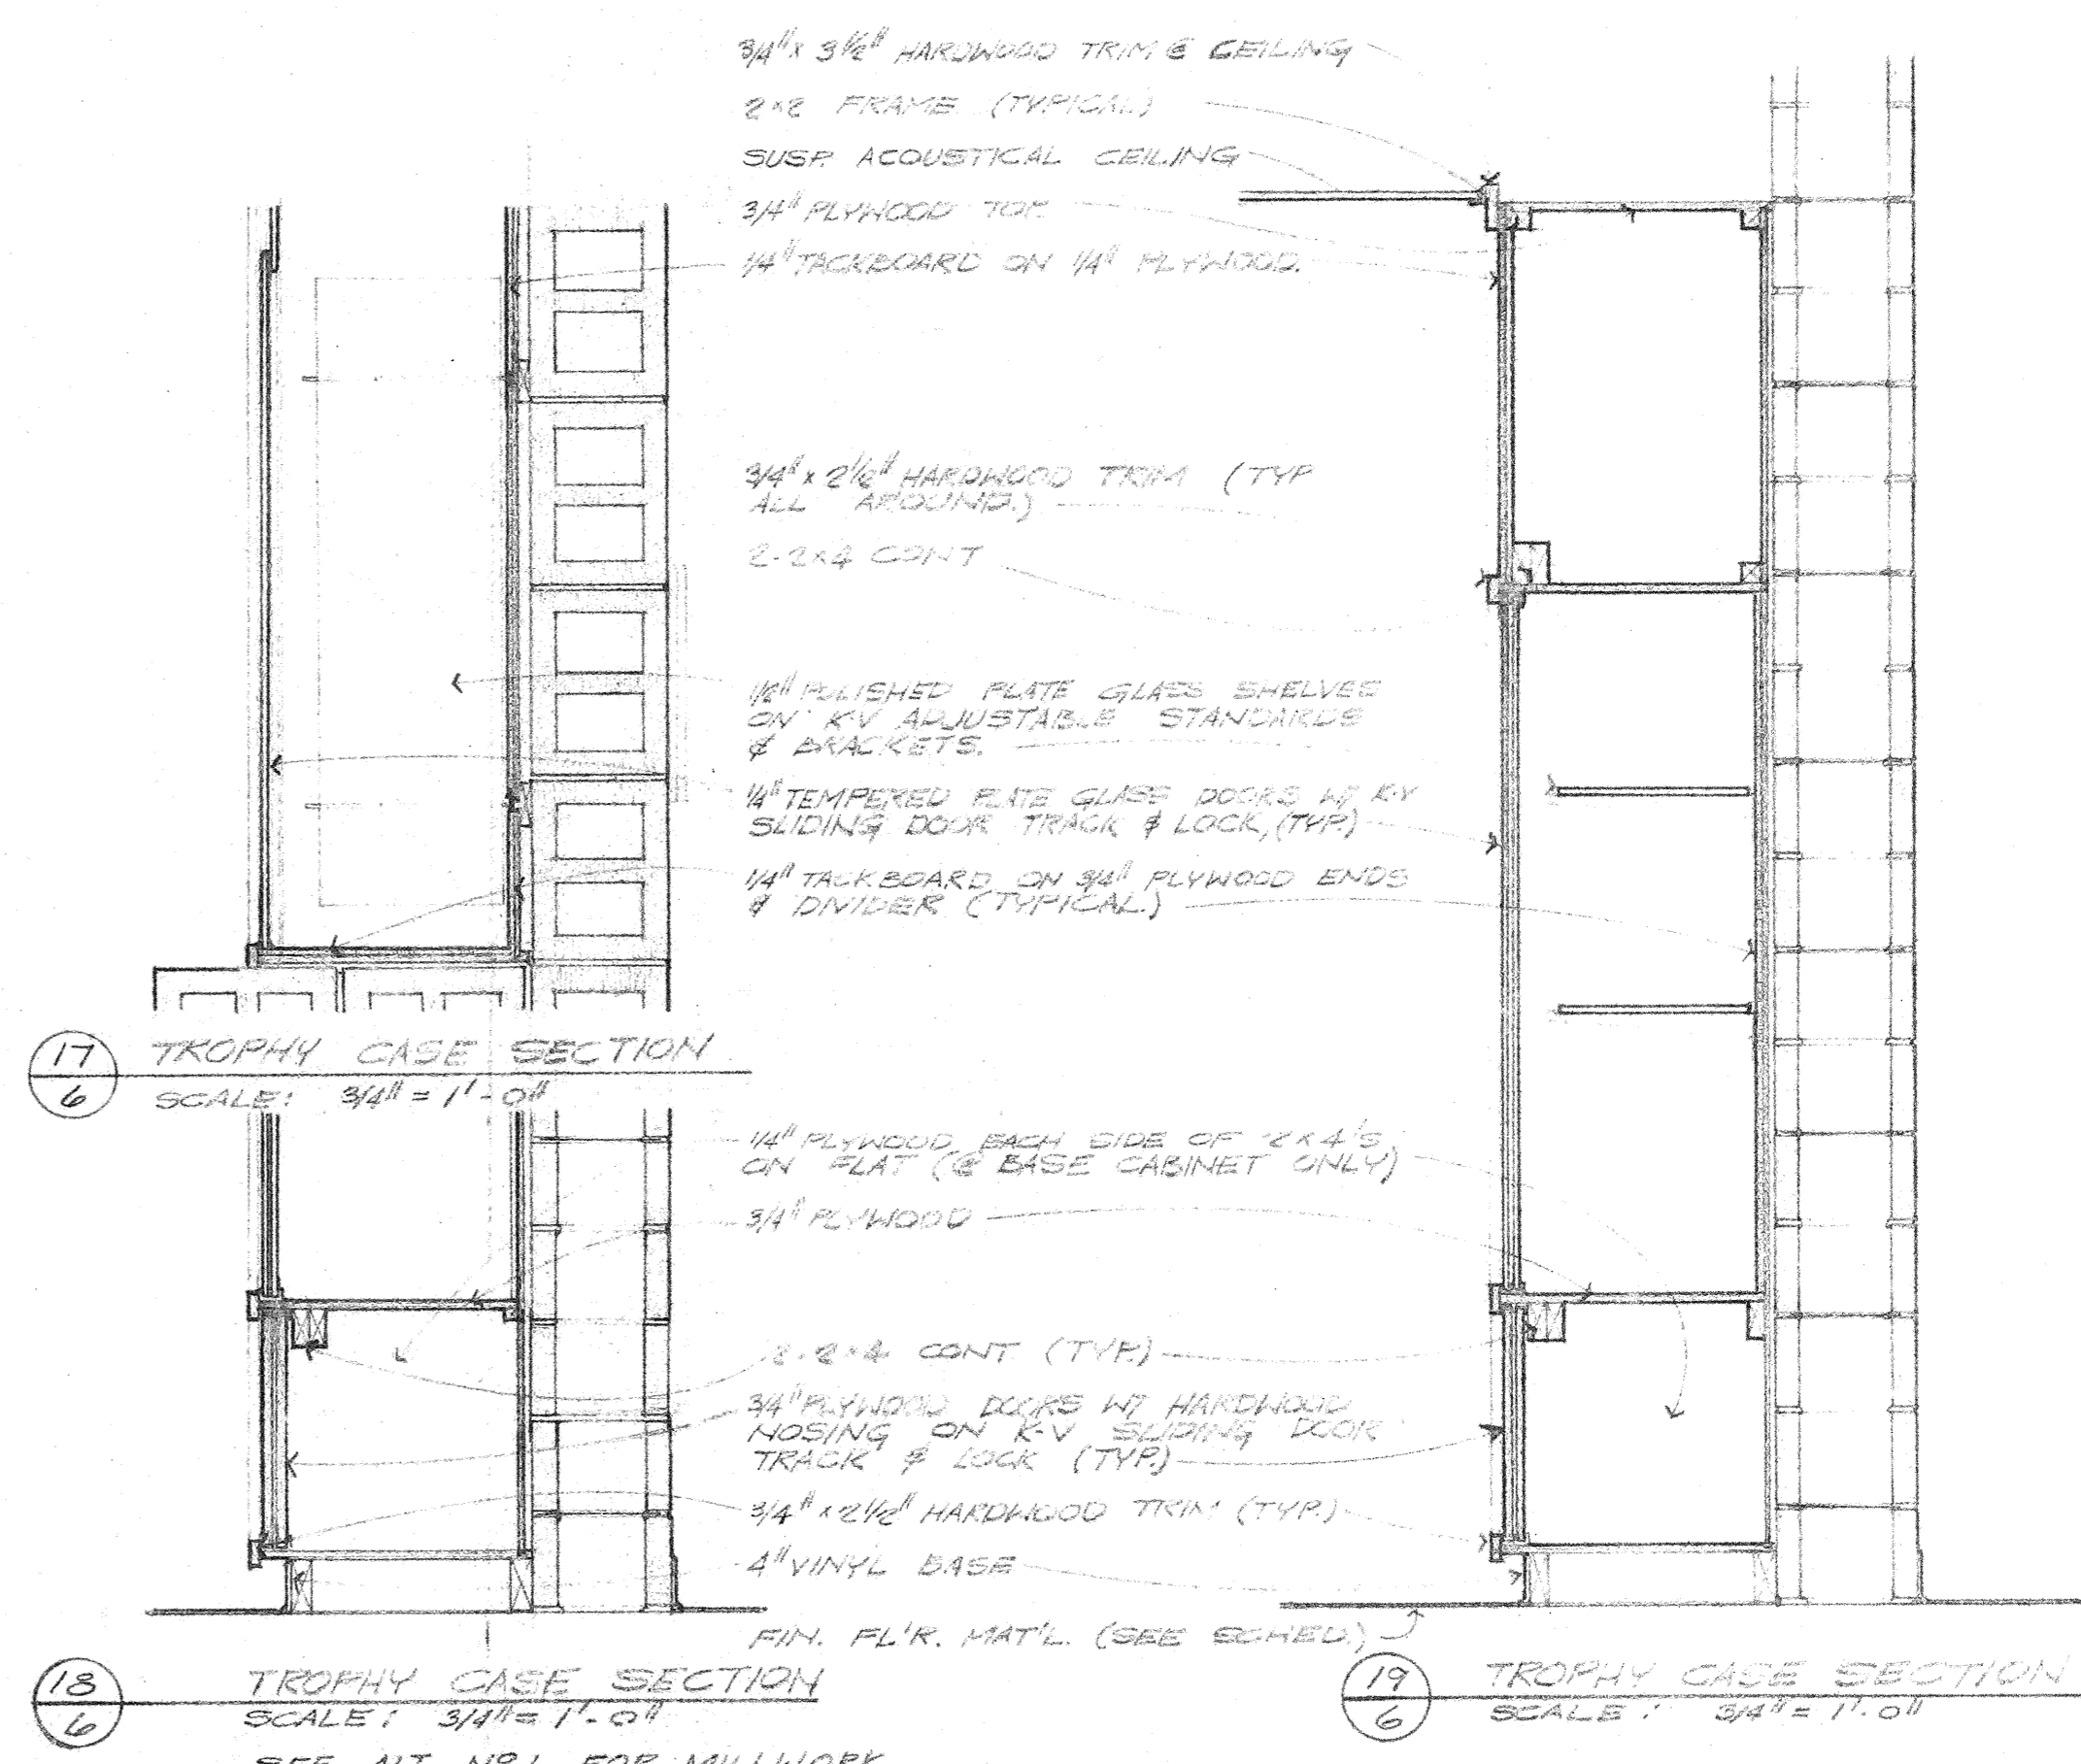 3/4" x 3 1/2" HARDWOOD TRIM @ CEILING
2x2 FRAME (TYPICAL)
SUSP. ACOUSTICAL CEILING
3/4" PLYWOOD TOP.
1/4" TACKBOARD ON 1/4" PLYWOOD.
3/4" x 2 1/2" HARDWOOD TRIM (TYP
ALL AROUND.)
2-2x4 CONT
POLISHED PLATE GLASS SHELVES
ON K-V ADJUSTABLE STANDARDS
& BRACKETS.
1/4" TEMPERED PLATE GLASS DOORS W/ K-V
SLIDING DOOR TRACK & LOCK, (TYP.)
1/4" TACKBOARD ON 3/4" PLYWOOD ENDS
& DIVIDER (TYPICAL.)
17
6
TROPHY CASE SECTION
SCALE: 3/4" = 1'-0"
1/4" PLYWOOD EACH SIDE OF 2x4'S
ON FLAT (@ BASE CABINET ONLY)
3/4" PLYWOOD
2-2x4 CONT (TYP.)
3/4" PLYWOOD DOORS W/ HARDWOOD
NOSING ON K-V SLIDING DOOR
TRACK & LOCK (TYP.)
3/4" x 2 1/2" HARDWOOD TRIM (TYP.)
4" VINYL BASE
FIN. FL'R. MAT'L. (SEE SCHED.)
18
6
TROPHY CASE SECTION
SCALE: 3/4" = 1'-0"
19
6
TROPHY CASE SECTION
SCALE: 3/4" = 1'-0"
SEE ALT. Nº 1 FOR MILLWORK